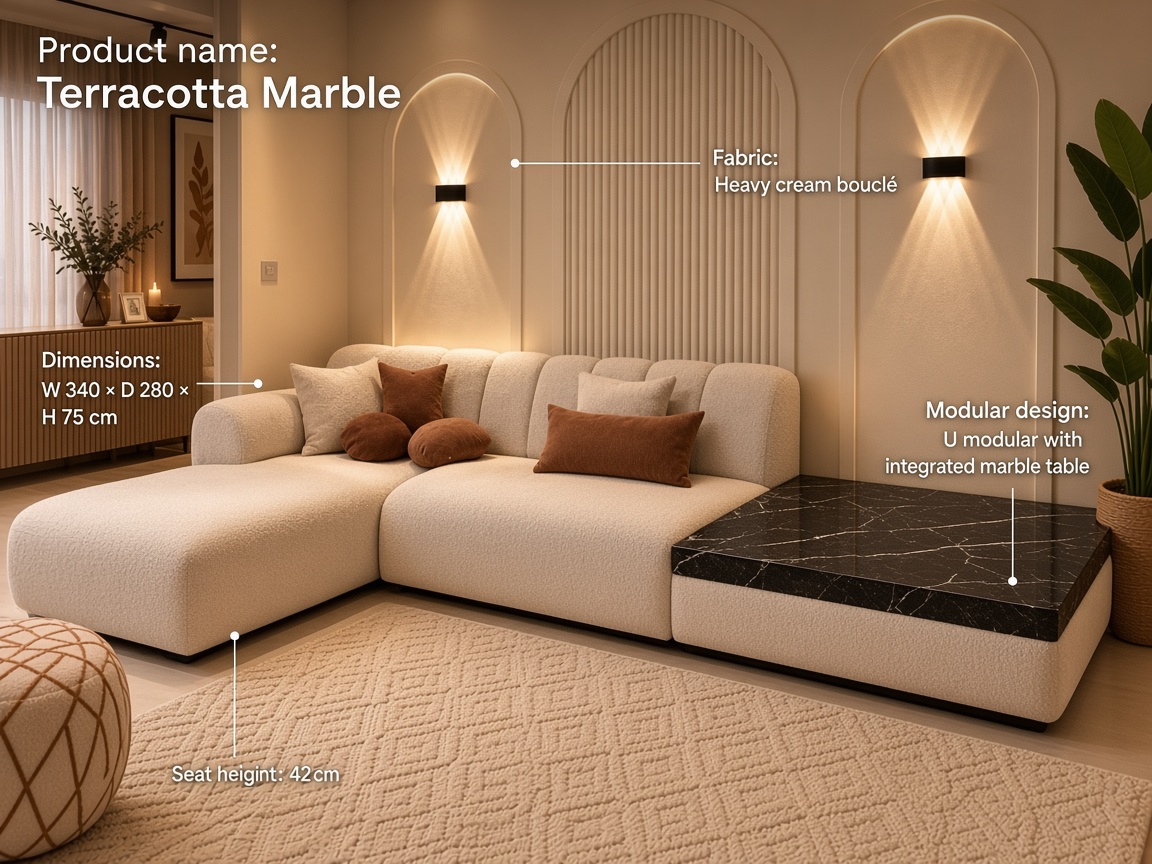 Product name:
Terracotta Marble
Fabric:
Heavy cream bouclé
Dimensions:
W 340 × D 280 ×
H 75 cm
Modular design:
U modular with
integrated marble table
Seat heigint: 42cm